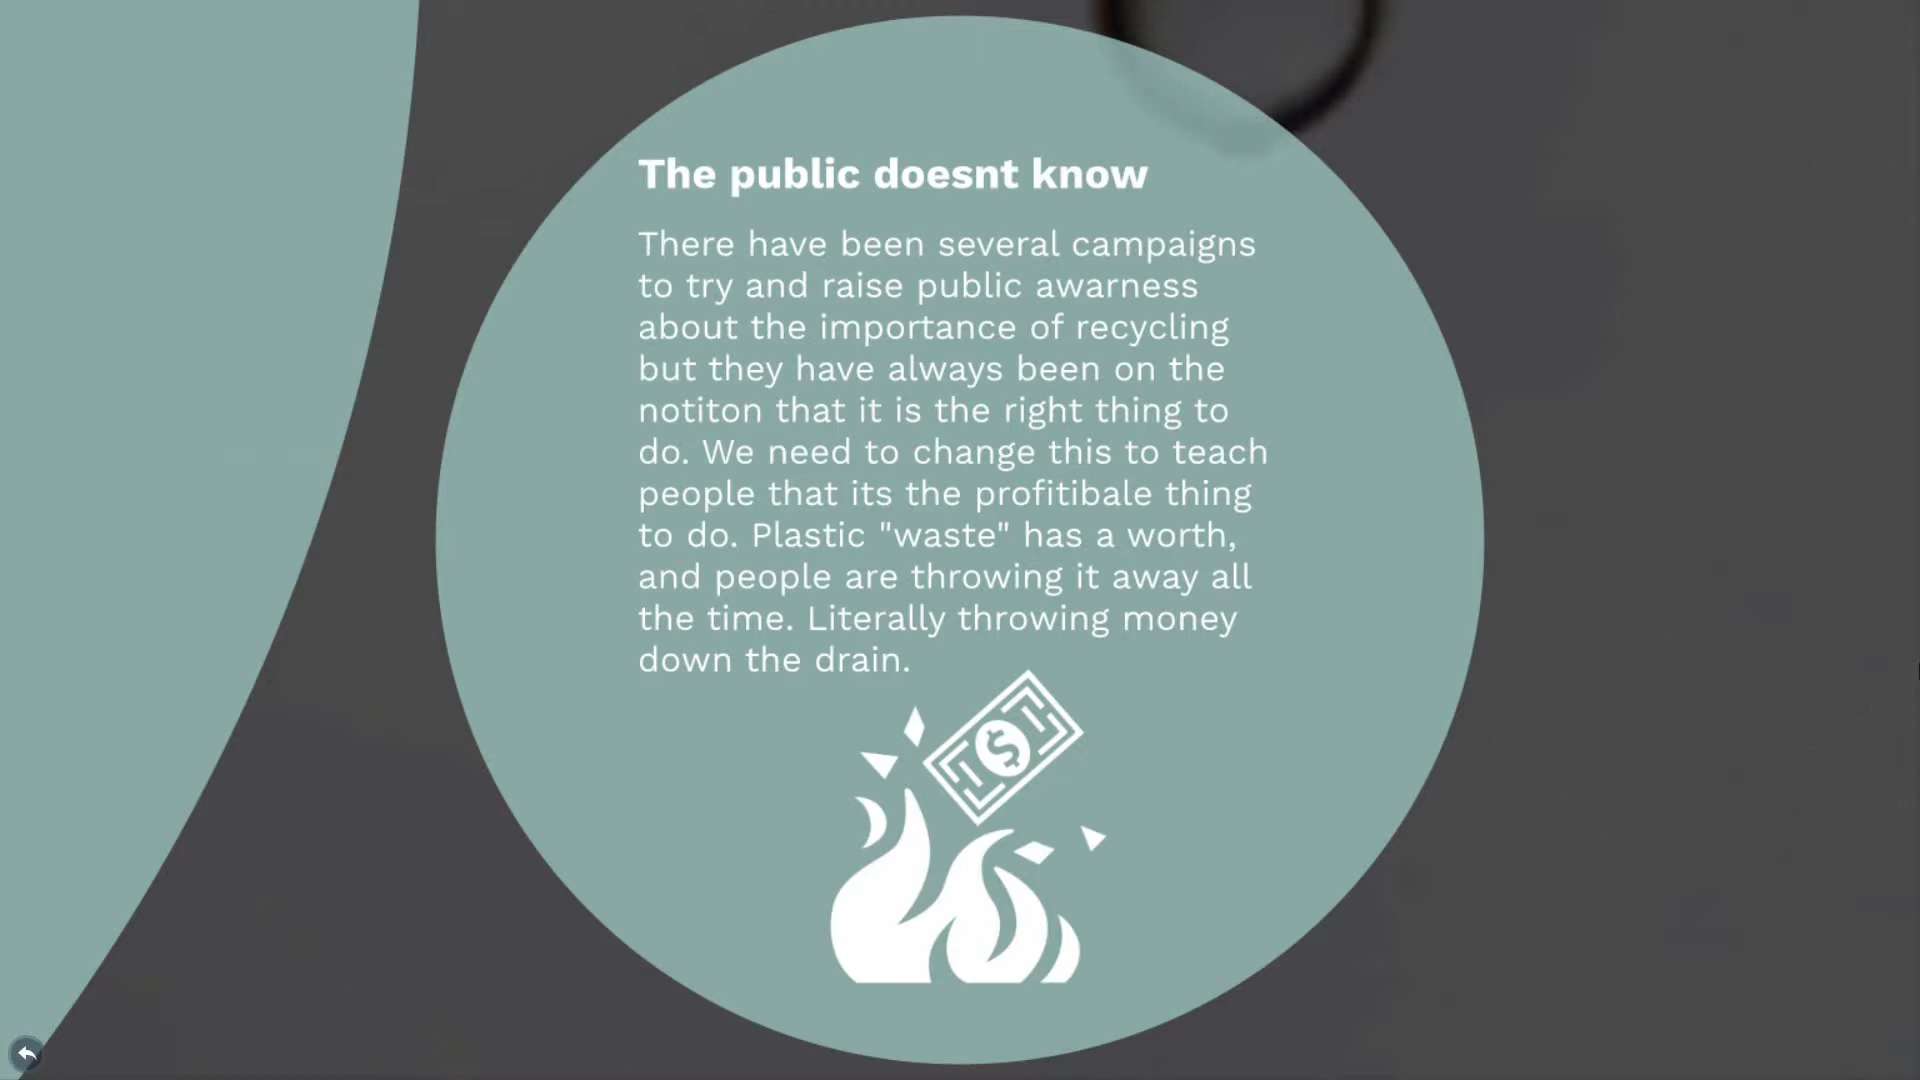 The public doesnt know
There have been several campaigns
to try and raise public awarness
about the importance of recycling
but they have always been on the
notiton that it is the right thing to
do. We need to change this to teach
people that its the profitibale thing
to do. Plastic "waste" has a worth,
and people are throwing it away all
the time. Literally throwing money
down the drain.
$